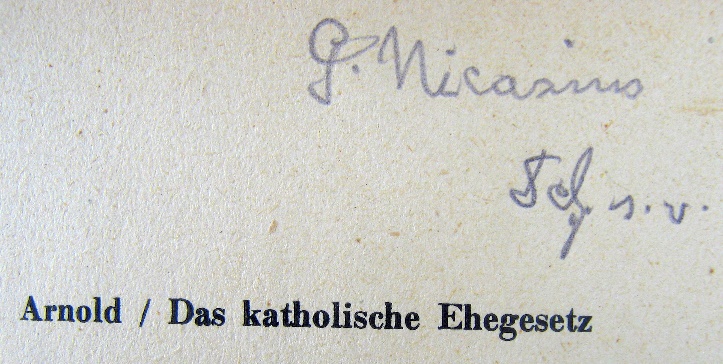 P. Nicasius
Arnold / Das katholische Ehegesetz